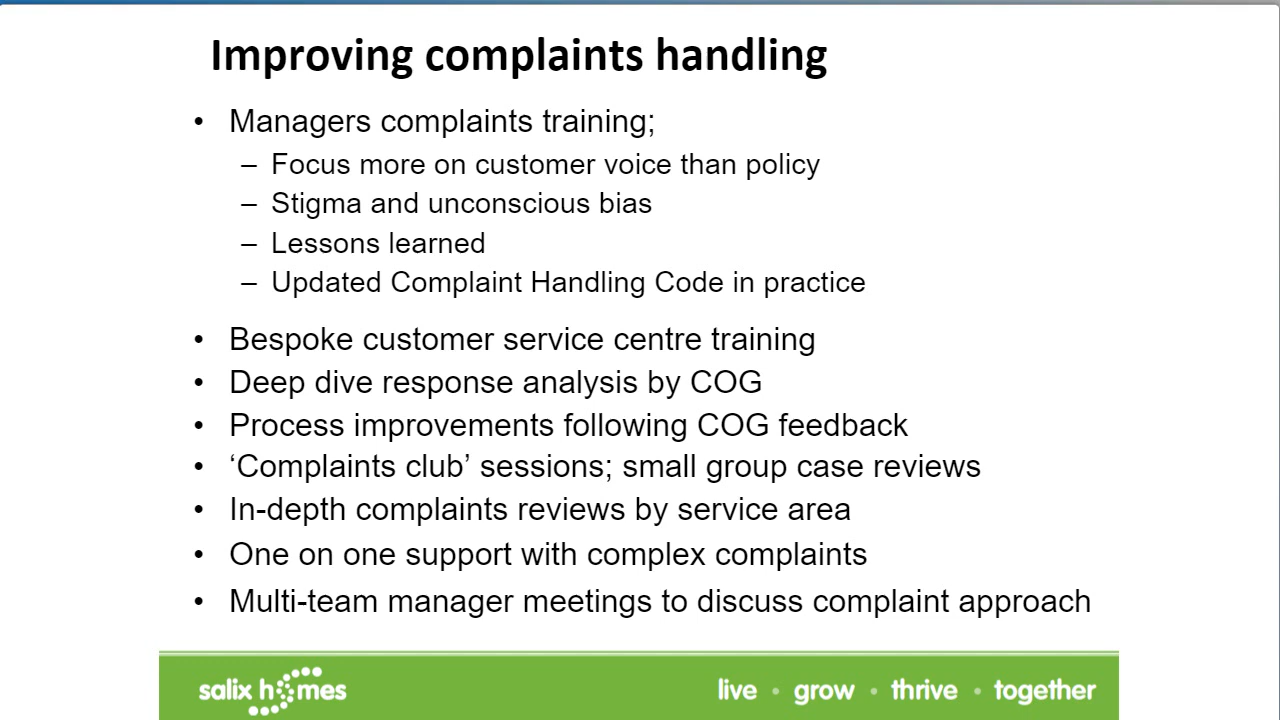 Improving complaints handling
• Managers complaints training;
– Focus more on customer voice than policy
– Stigma and unconscious bias
– Lessons learned
– Updated Complaint Handling Code in practice
• Bespoke customer service centre training
• Deep dive response analysis by COG
• Process improvements following COG feedback
• ‘Complaints club’ sessions; small group case reviews
• In-depth complaints reviews by service area
• One on one support with complex complaints
• Multi-team manager meetings to discuss complaint approach
salix homes
live • grow • thrive • together